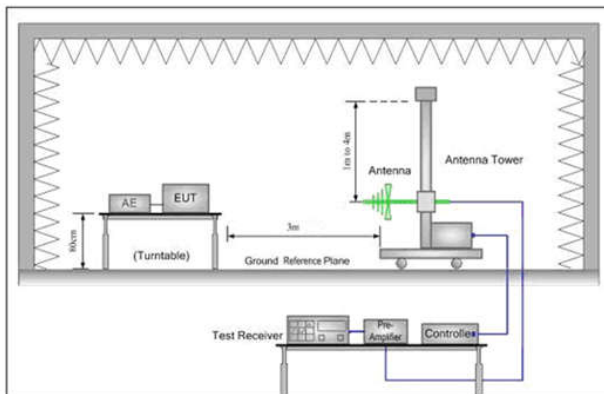 1m to 4m
Antenna
Antenna Tower
AE
EUT
80cm
(Turntable)
3m
Ground Reference Plane
Test Receiver
Pre-
Amplifier
Controller